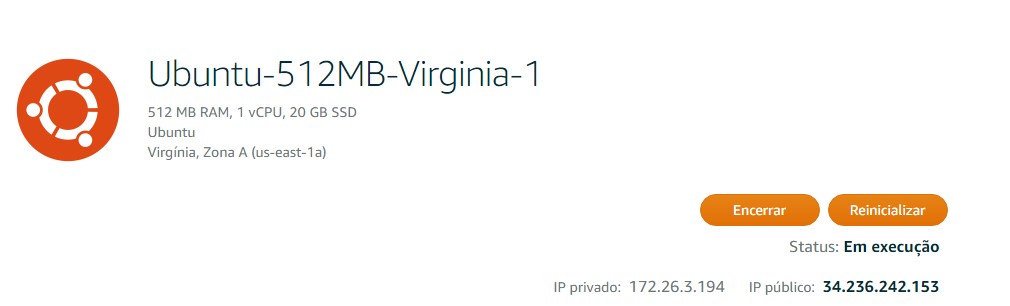 Ubuntu-512MB-Virginia-1
512 MB RAM, 1 vCPU, 20 GB SSD
Ubuntu
Virgínia, Zona A (us-east-1a)
Encerrar Reinicializar
Status: Em execução
IP privado: 172.26.3.194 IP público: 34.236.242.153